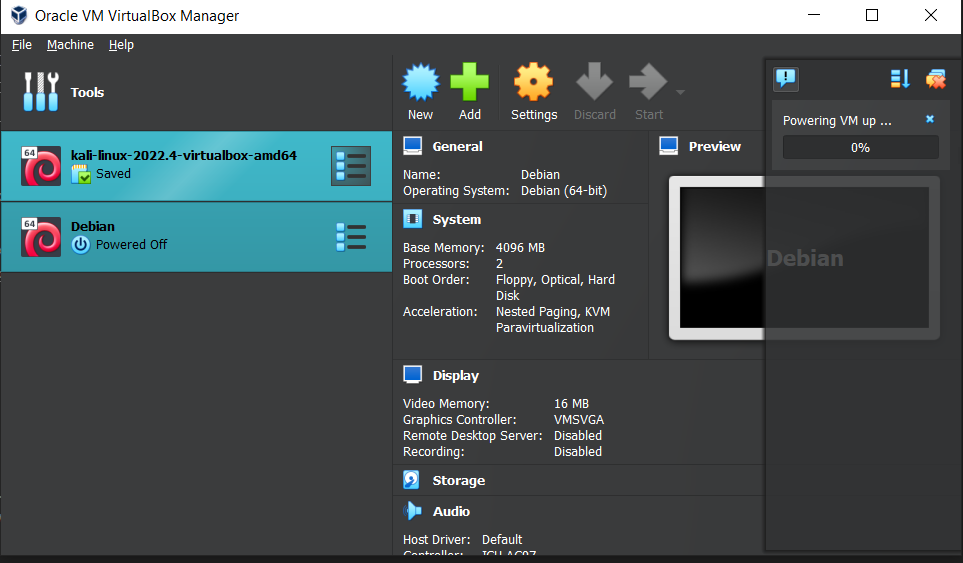 Oracle VM VirtualBox Manager
File Machine Help
Tools
New Add Settings Discard Start
64
kali-linux-2022.4-virtualbox-amd64
Saved
64
Debian
Powered Off
General
Name: Debian
Operating System: Debian (64-bit)
System
Base Memory: 4096 MB
Processors: 2
Boot Order: Floppy, Optical, Hard
Disk
Acceleration: Nested Paging, KVM
Paravirtualization
Preview
Debian
Display
Video Memory: 16 MB
Graphics Controller: VMSVGA
Remote Desktop Server: Disabled
Recording: Disabled
Storage
Audio
Host Driver: Default
Powering VM up ...
0%